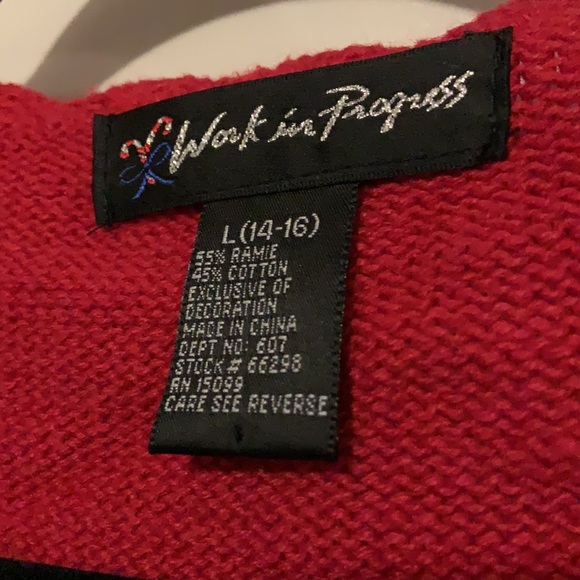 Work in Progress
L (14-16)
55% RAMIE
45% COTTON
EXCLUSIVE OF
DECORATION
MADE IN CHINA
DEPT NO: 607
STOCK# 66298
RN 15099
CARE SEE REVERSE